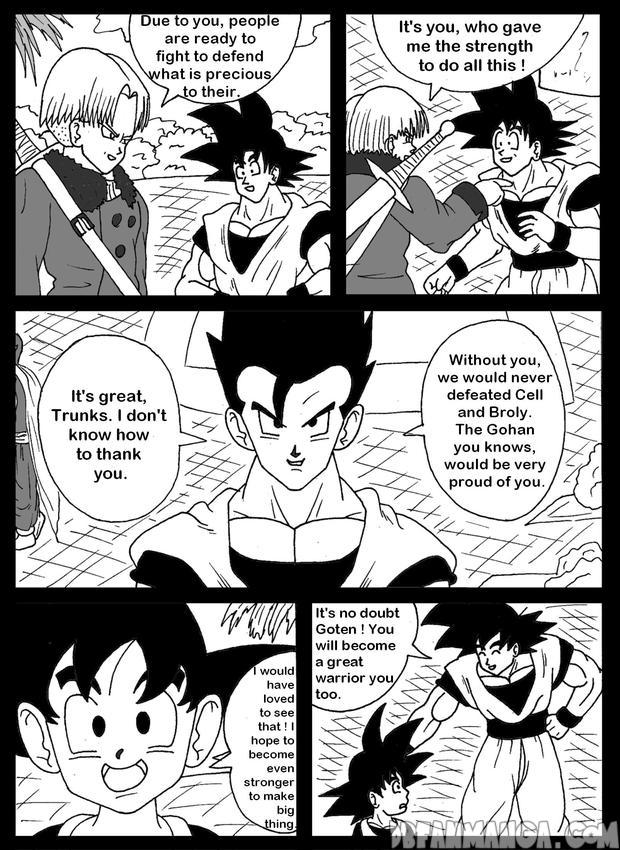 Due to you, people
are ready to
fight to defend
what is precious
to their.
It's you, who gave
me the strength
to do all this !
It's great,
Trunks. I don't
know how
to thank
you.
Without you,
we would never
defeated Cell
and Broly.
The Gohan
you knows,
would be very
proud of you.
I would
have
loved
to see
that ! I
hope to
become
even
stronger
to make
big
thing.
It's no doubt
Goten ! You
will become
a great
warrior you
too.
DBFANMANGA.COM